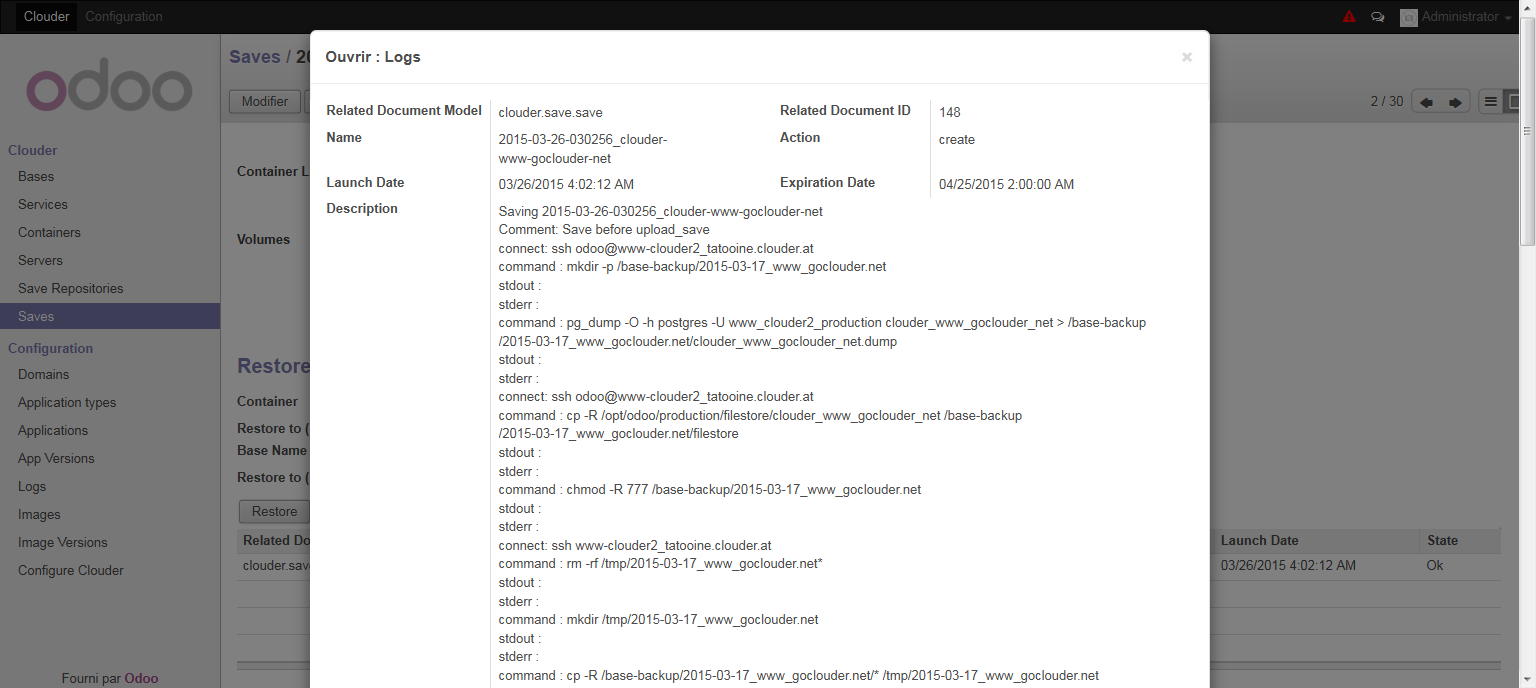 Clouder Configuration
Administrator
odoo
Saves / 20
Ouvrir : Logs
×
Modifier
2 / 30
Clouder
Bases
Services
Containers
Servers
Save Repositories
Saves
Configuration
Domains
Application types
Applications
App Versions
Logs
Images
Image Versions
Configure Clouder
Fourni par Odoo
Container L
Volumes
Restore
Container
Restore to (
Base Name
Restore to (
Restore
Related Do
clouder.sav
Launch Date State
03/26/2015 4:02:12 AM Ok
Related Document Model clouder.save.save Related Document ID 148
Name 2015-03-26-030256_clouder- Action create
www-goclouder-net
Launch Date 03/26/2015 4:02:12 AM Expiration Date 04/25/2015 2:00:00 AM
Description Saving 2015-03-26-030256_clouder-www-goclouder-net
Comment: Save before upload_save
connect: ssh odoo@www-clouder2_tatooine.clouder.at
command : mkdir -p /base-backup/2015-03-17_www_goclouder.net
stdout :
stderr :
command : pg_dump -O -h postgres -U www_clouder2_production clouder_www_goclouder_net > /base-backup
/2015-03-17_www_goclouder.net/clouder_www_goclouder_net.dump
stdout :
stderr :
connect: ssh odoo@www-clouder2_tatooine.clouder.at
command : cp -R /opt/odoo/production/filestore/clouder_www_goclouder_net /base-backup
/2015-03-17_www_goclouder.net/filestore
stdout :
stderr :
command : chmod -R 777 /base-backup/2015-03-17_www_goclouder.net
stdout :
stderr :
connect: ssh www-clouder2_tatooine.clouder.at
command : rm -rf /tmp/2015-03-17_www_goclouder.net*
stdout :
stderr :
command : mkdir /tmp/2015-03-17_www_goclouder.net
stdout :
stderr :
command : cp -R /base-backup/2015-03-17_www_goclouder.net/* /tmp/2015-03-17_www_goclouder.net